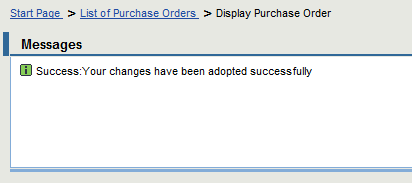 Start Page > List of Purchase Orders > Display Purchase Order
Messages
Success:Your changes have been adopted successfully